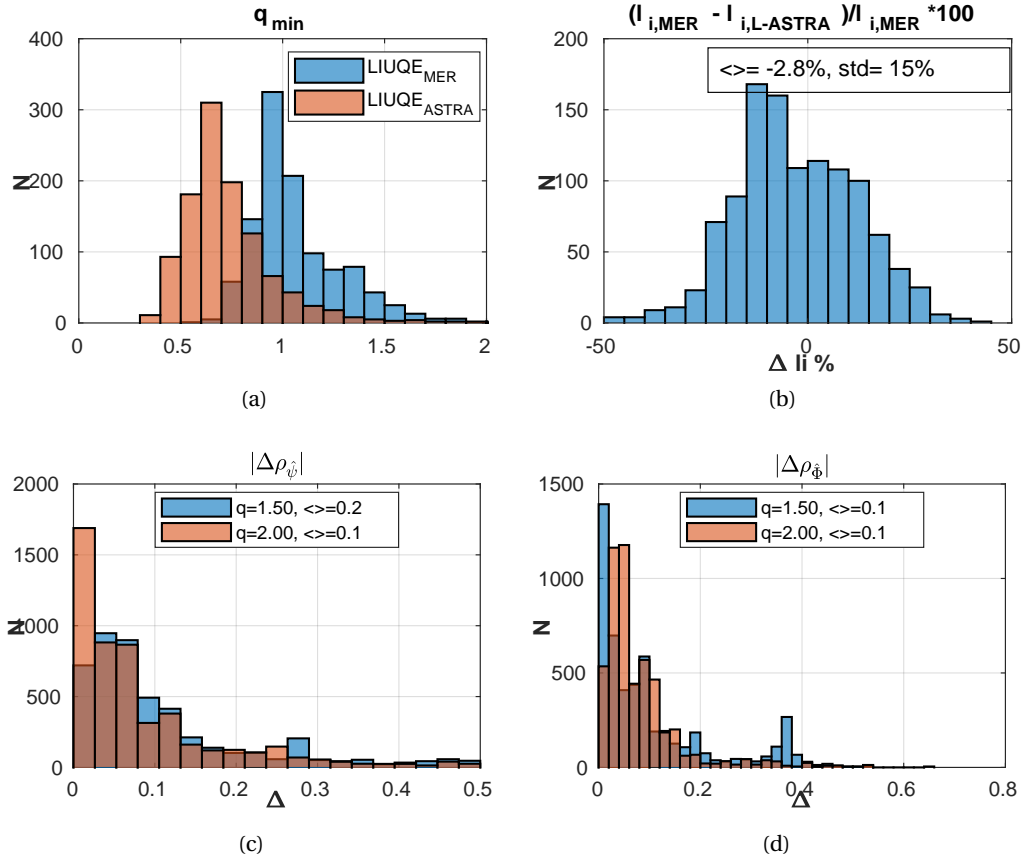 q min
400
300
200
100
0
N
LIUQE MER
LIUQE ASTRA
0 0.5 1 1.5 2
(a)
(l i,MER - l i,L-ASTRA )/l i,MER *100
200
150
100
50
0
N
<>= -2.8%, std= 15%
-50 0 50
Δ li %
(b)
|Δρ_ψ̂|
2000
1500
1000
500
0
N
q=1.50, <>=0.2
q=2.00, <>=0.1
0 0.1 0.2 0.3 0.4 0.5
Δ
(c)
|Δρ_Φ̂|
1500
1000
500
0
N
q=1.50, <>=0.1
q=2.00, <>=0.1
0 0.2 0.4 0.6 0.8
Δ
(d)